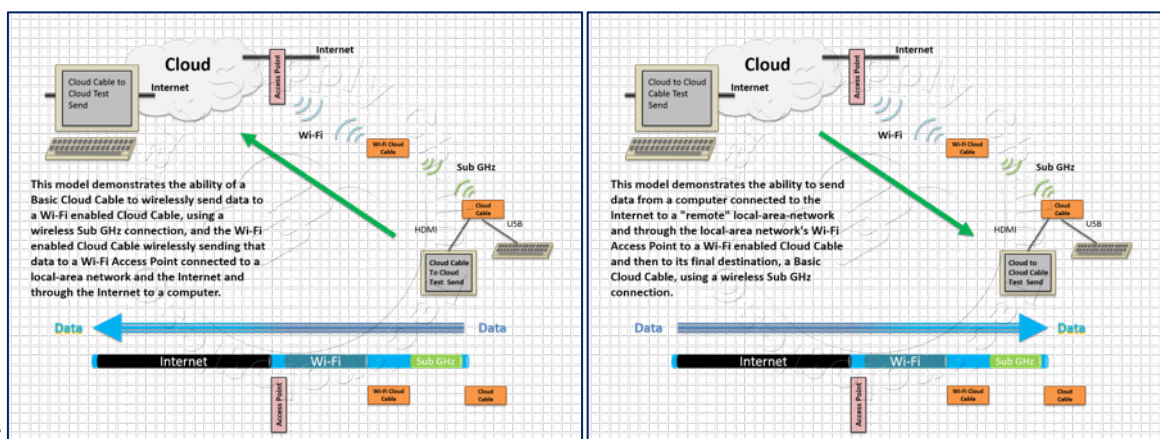 Internet
Cloud
Access Point
Cloud Cable to
Cloud Test
Send
Internet
Wi-Fi
Wi-Fi Cloud
Cable
Sub GHz
This model demonstrates the ability of a
Basic Cloud Cable to wirelessly send data to
a Wi-Fi enabled Cloud Cable, using a
wireless Sub GHz connection, and the Wi-Fi
enabled Cloud Cable wirelessly sending that
data to a Wi-Fi Access Point connected to a
local-area network and the Internet and
through the Internet to a computer.
Cloud
Cable
HDMI
USB
Cloud Cable
To Cloud
Test Send
Data
Data
Internet
Wi-Fi
Sub GHz
Access Point
Wi-Fi Cloud
Cable
Cloud
Cable
Internet
Cloud
Access Point
Cloud to Cloud
Cable Test
Send
Internet
Wi-Fi
Wi-Fi Cloud
Cable
Sub GHz
This model demonstrates the ability to send
data from a computer connected to the
Internet to a "remote" local-area-network
and through the local-area network's Wi-Fi
Access Point to a Wi-Fi enabled Cloud Cable
and then to its final destination, a Basic
Cloud Cable, using a wireless Sub GHz
connection.
Cloud
Cable
HDMI
USB
Cloud to
Cloud Cable
Test Send
Data
Data
Internet
Wi-Fi
Sub GHz
Access Point
Wi-Fi Cloud
Cable
Cloud
Cable